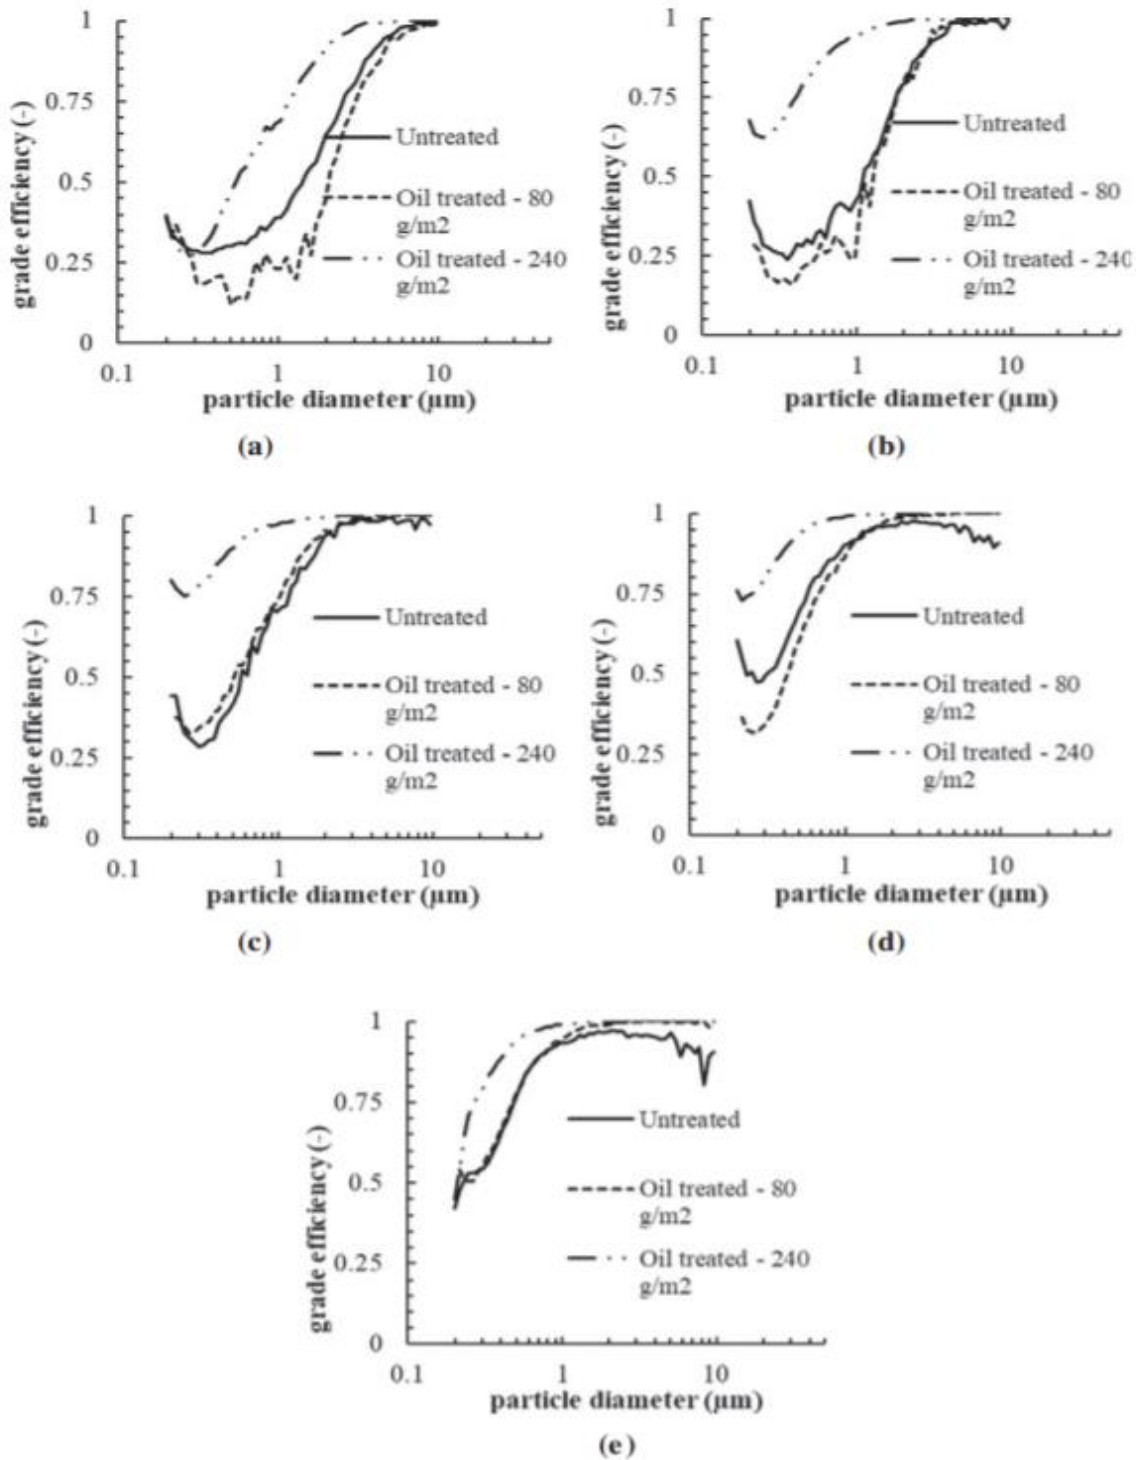 1
0.75
0.5
0.25
0
0.1
1
10
grade efficiency (-)
particle diameter (µm)
Untreated
Oil treated - 80
g/m2
Oil treated - 240
g/m2
(a)
1
0.75
0.5
0.25
0
0.1
1
10
grade efficiency (-)
particle diameter (µm)
Untreated
Oil treated - 80
g/m2
Oil treated - 240
g/m2
(b)
1
0.75
0.5
0.25
0
0.1
1
10
grade efficiency (-)
particle diameter (µm)
Untreated
Oil treated - 80
g/m2
Oil treated - 240
g/m2
(c)
1
0.75
0.5
0.25
0
0.1
1
10
grade efficiency (-)
particle diameter (µm)
Untreated
Oil treated - 80
g/m2
Oil treated - 240
g/m2
(d)
1
0.75
0.5
0.25
0
0.1
1
10
grade efficiency (-)
particle diameter (µm)
Untreated
Oil treated - 80
g/m2
Oil treated - 240
g/m2
(e)